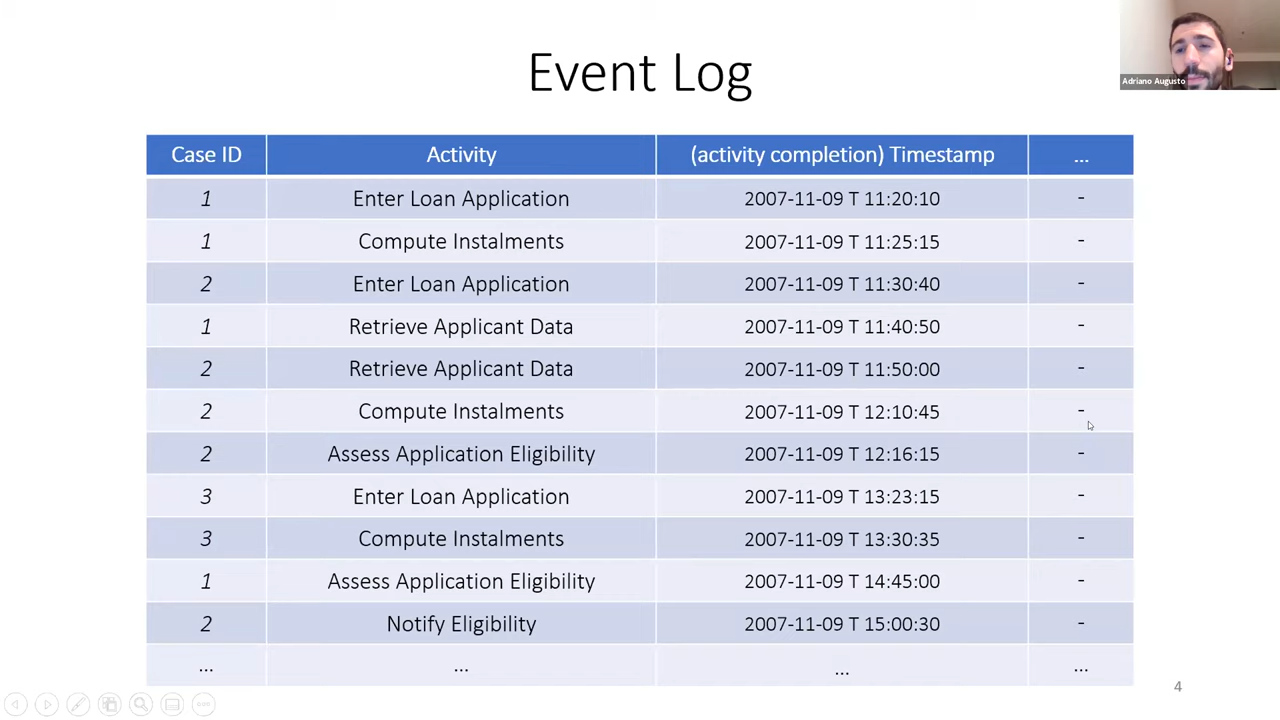 Adriano Augusto
Event Log
Case ID Activity (activity completion) Timestamp ...
1 Enter Loan Application 2007-11-09 T 11:20:10 -
1 Compute Instalments 2007-11-09 T 11:25:15 -
2 Enter Loan Application 2007-11-09 T 11:30:40 -
1 Retrieve Applicant Data 2007-11-09 T 11:40:50 -
2 Retrieve Applicant Data 2007-11-09 T 11:50:00 -
2 Compute Instalments 2007-11-09 T 12:10:45 -
2 Assess Application Eligibility 2007-11-09 T 12:16:15 -
3 Enter Loan Application 2007-11-09 T 13:23:15 -
3 Compute Instalments 2007-11-09 T 13:30:35 -
1 Assess Application Eligibility 2007-11-09 T 14:45:00 -
2 Notify Eligibility 2007-11-09 T 15:00:30 -
... ... ... ...
4